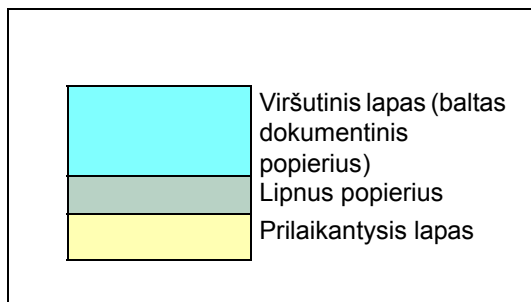 Viršutinis lapas (baltas
dokumentinis
popierius)
Lipnus popierius
Prilaikantysis lapas